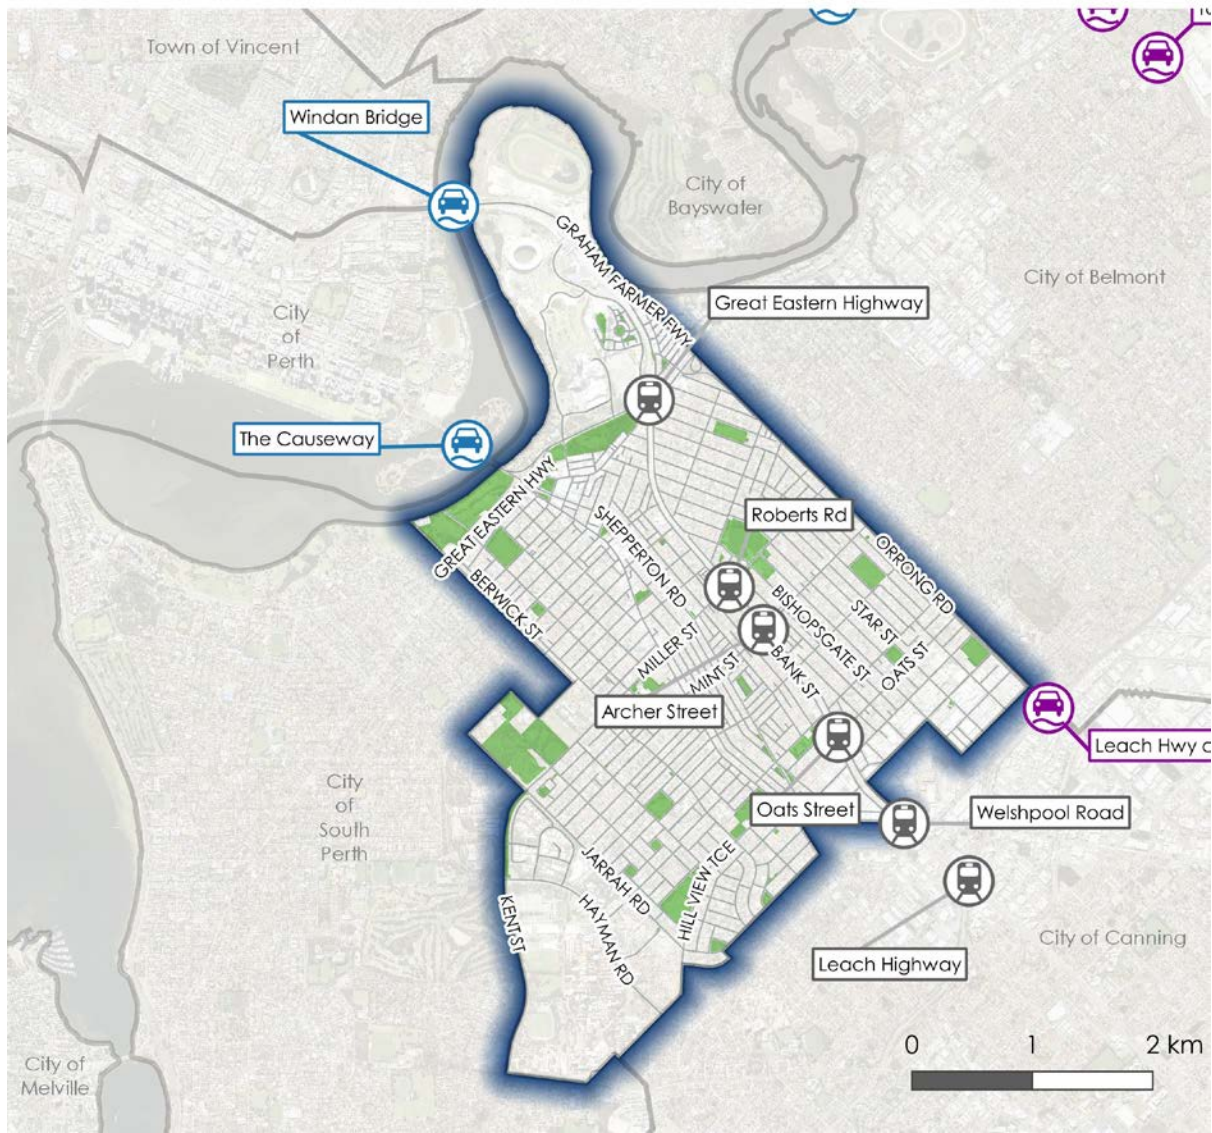 Town of Vincent
Windan Bridge
City of
Bayswater
City of Belmont
GRAHAM FARMER FWY
Great Eastern Highway
City
of
Perth
The Causeway
GREAT EASTERN HWY
SHEPPERTON RD
Roberts Rd
ORRONG RD
BERWICK ST
BISHOPSGATE ST
STAR ST
OATS ST
MILLER ST
MINT ST
BANK ST
Archer Street
Leach Hwy
City
of
South
Perth
Oats Street
Welshpool Road
JARRAH RD
HILL VIEW TCE
KENT ST
HAYMAN RD
Leach Highway
City of Canning
City of
Melville
0 1 2 km